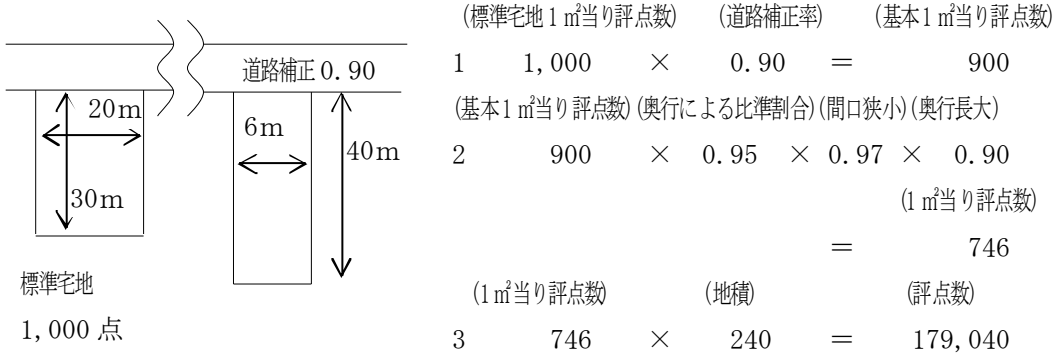 道路補正0.90
20m
30m
6m
40m
標準宅地
1,000 点
(標準宅地1㎡当り評点数) (道路補正率) (基本1㎡当り評点数)
1 1,000 × 0.90 ＝ 900
(基本1㎡当り評点数)(奥行による比準割合)(間口狭小)(奥行長大)
2 900 × 0.95 × 0.97 × 0.90
(1㎡当り評点数)
＝ 746
(1㎡当り評点数) (地積) (評点数)
3 746 × 240 ＝ 179,040